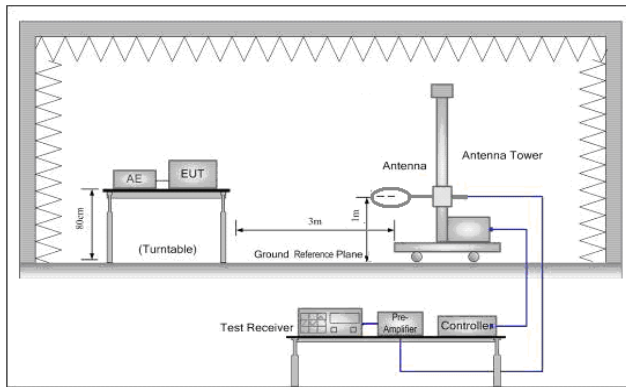 Antenna
Antenna Tower
AE
EUT
80cm
(Turntable)
3m
1m
Ground Reference Plane
Test Receiver
Pre-
Amplifier
Controller